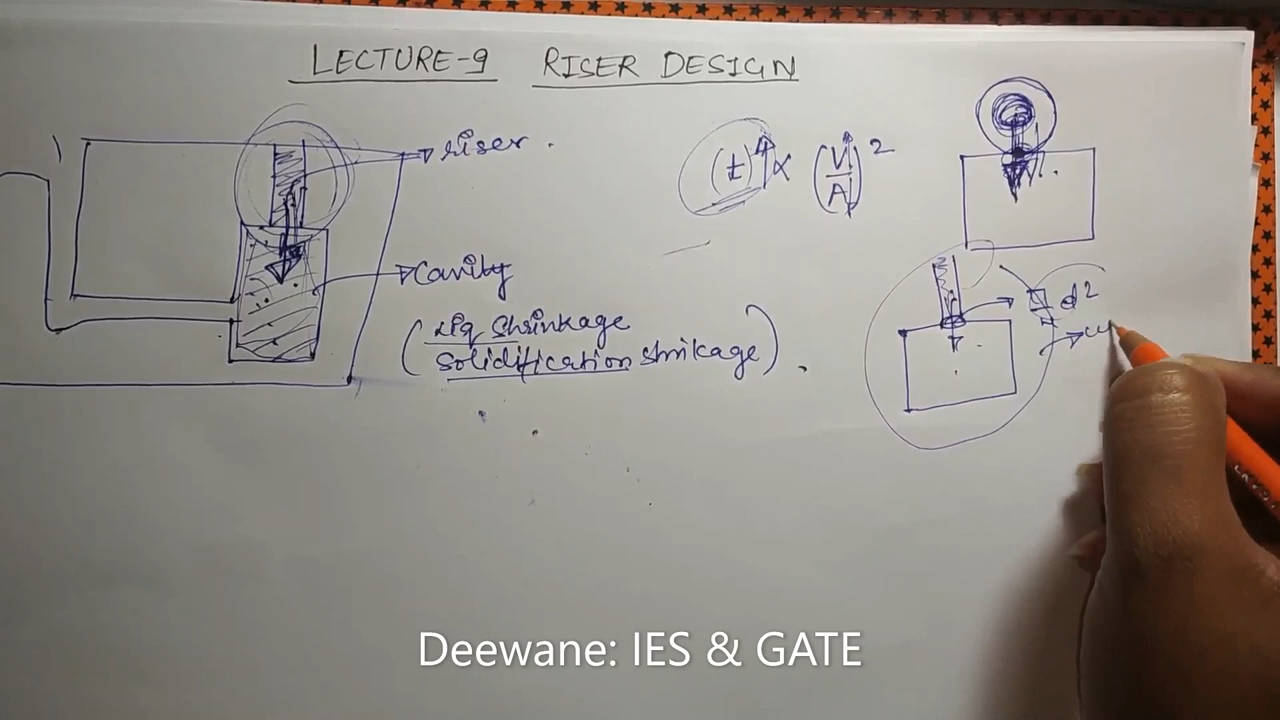 LECTURE-9 RISER DESIGN
riser.
(t)↑ ∝ (V/A)²
Cavity
(Liq Shrinkage
Solidification Shrikage).
d²
Deewane: IES & GATE